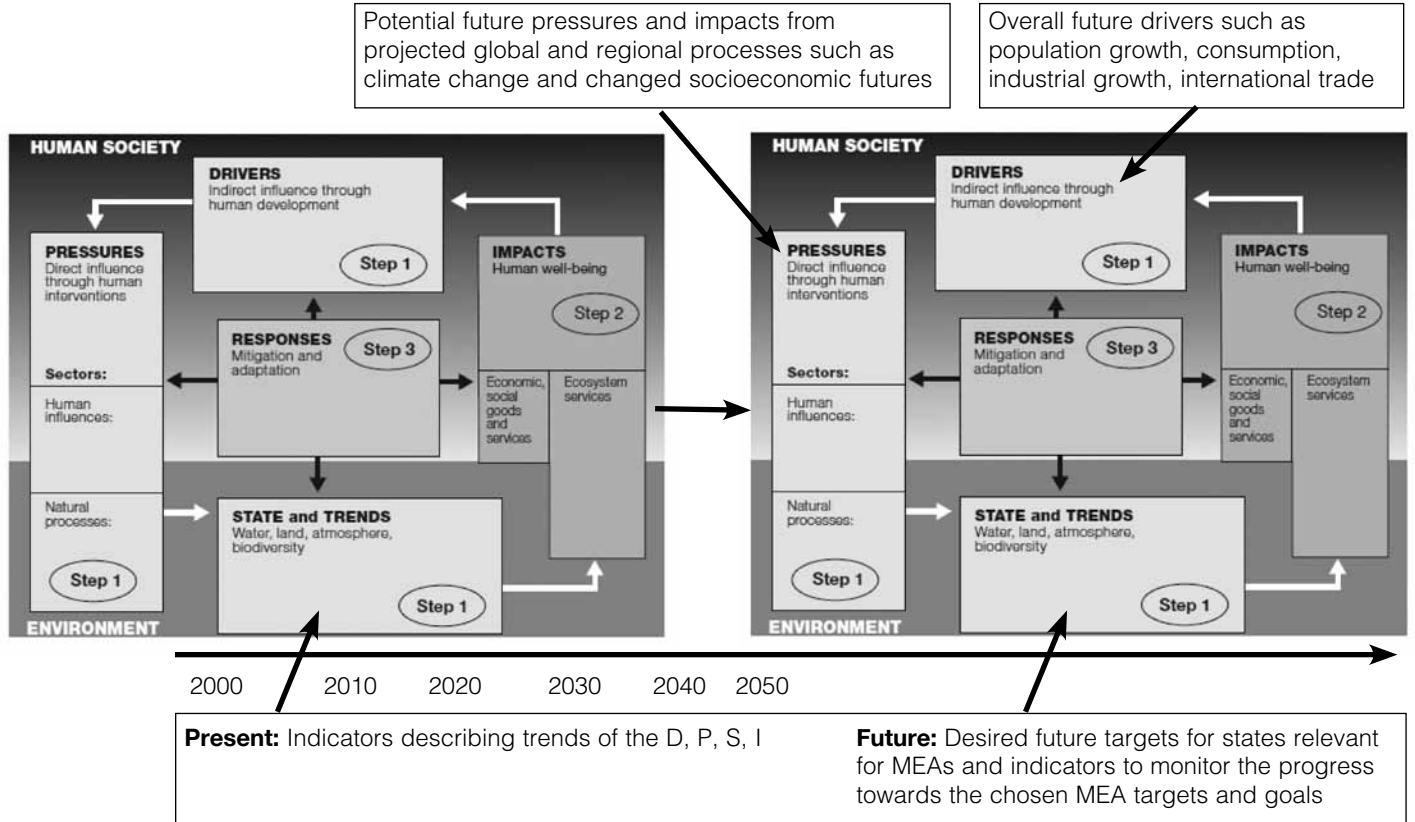 Potential future pressures and impacts from
projected global and regional processes such as
climate change and changed socioeconomic futures
Overall future drivers such as
population growth, consumption,
industrial growth, international trade
HUMAN SOCIETY
DRIVERS
Indirect influence through
human development
Step 1
PRESSURES
Direct influence
through human
interventions
Sectors:
Human
influences:
Natural
processes:
Step 1
IMPACTS
Human well-being
Step 2
RESPONSES
Mitigation and
adaptation
Step 3
Economic,
social
goods
and
services
Ecosystem
services
STATE and TRENDS
Water, land, atmosphere,
biodiversity
Step 1
ENVIRONMENT
HUMAN SOCIETY
DRIVERS
Indirect influence through
human development
Step 1
PRESSURES
Direct influence
through human
interventions
Sectors:
Human
influences:
Natural
processes:
Step 1
IMPACTS
Human well-being
Step 2
RESPONSES
Mitigation and
adaptation
Step 3
Economic,
social
goods
and
services
Ecosystem
services
STATE and TRENDS
Water, land, atmosphere,
biodiversity
Step 1
ENVIRONMENT
2000 2010 2020 2030 2040 2050
Present: Indicators describing trends of the D, P, S, I
Future: Desired future targets for states relevant
for MEAs and indicators to monitor the progress
towards the chosen MEA targets and goals